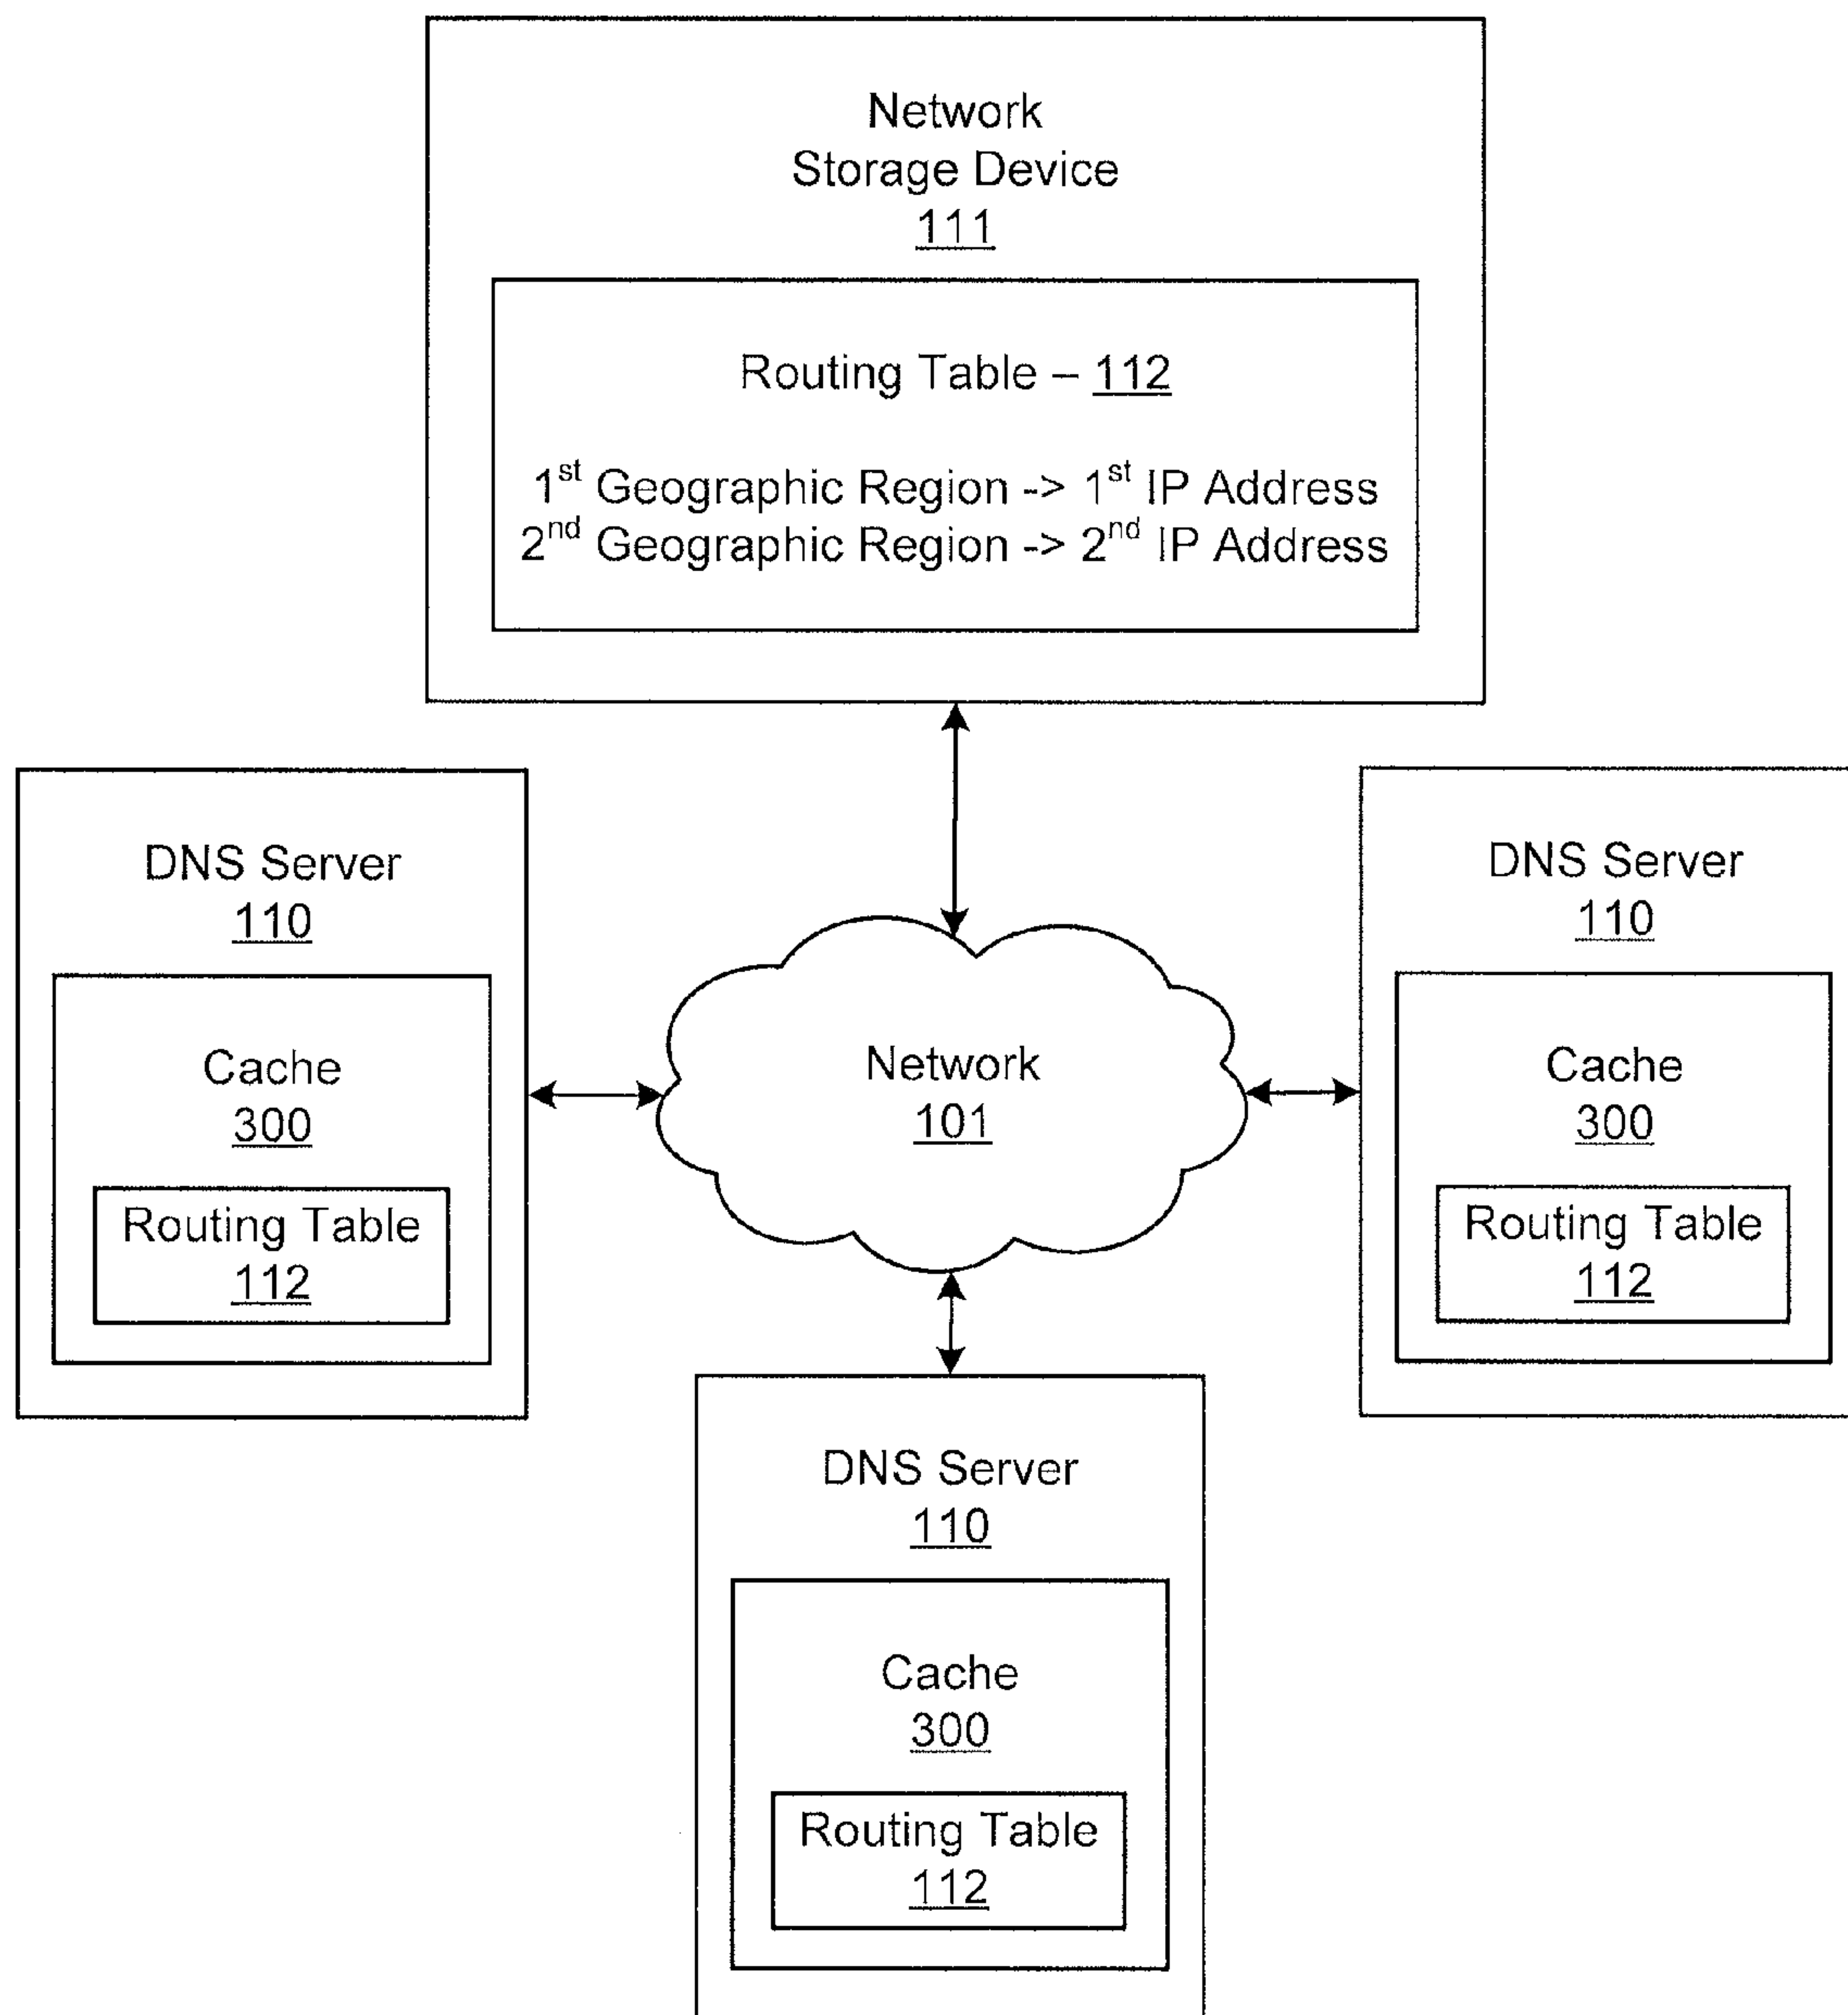 Network
Storage Device
111
Routing Table – 112
1st Geographic Region -> 1st IP Address
2nd Geographic Region -> 2nd IP Address
DNS Server
110
Cache
300
Routing Table
112
Network
101
DNS Server
110
Cache
300
Routing Table
112
DNS Server
110
Cache
300
Routing Table
112